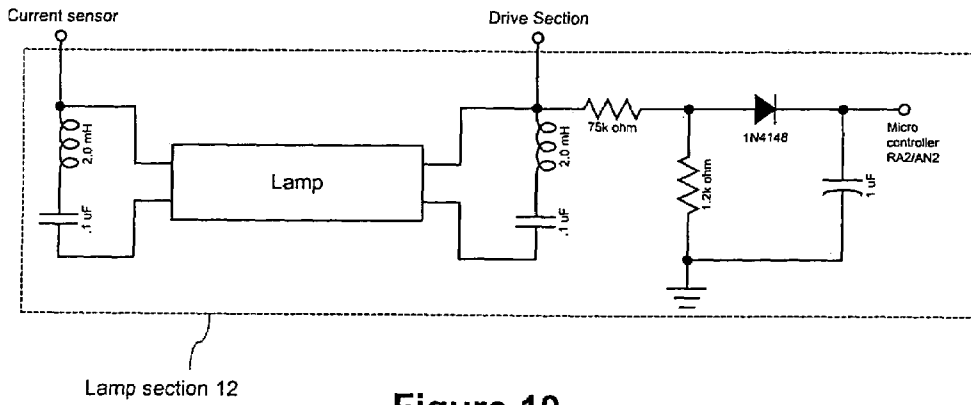 Current sensor
Drive Section
2.0 mH
.1 uF
Lamp
2.0 mH
.1 uF
75k ohm
1.2k ohm
1N4148
1 uF
Micro
controller
RA2/AN2
Lamp section 12
Figure 10